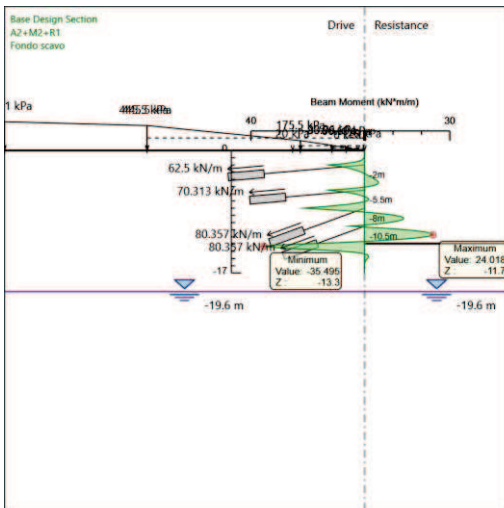 Base Design Section
A2+M2+R1
Fondo scavo
Drive
Resistance
1 kPa
Beam Moment (kN*m/m)
40
30
175.5 kPa
20 kPa
0
62.5 kN/m
-2m
70.313 kN/m
-5.5m
-8m
80.357 kN/m
-10.5m
80.357 kN/m
-17
Minimum
Value: -35.495
Z : -13.3
Maximum
Value: 24.018
Z : -11.7
-19.6 m
-19.6 m